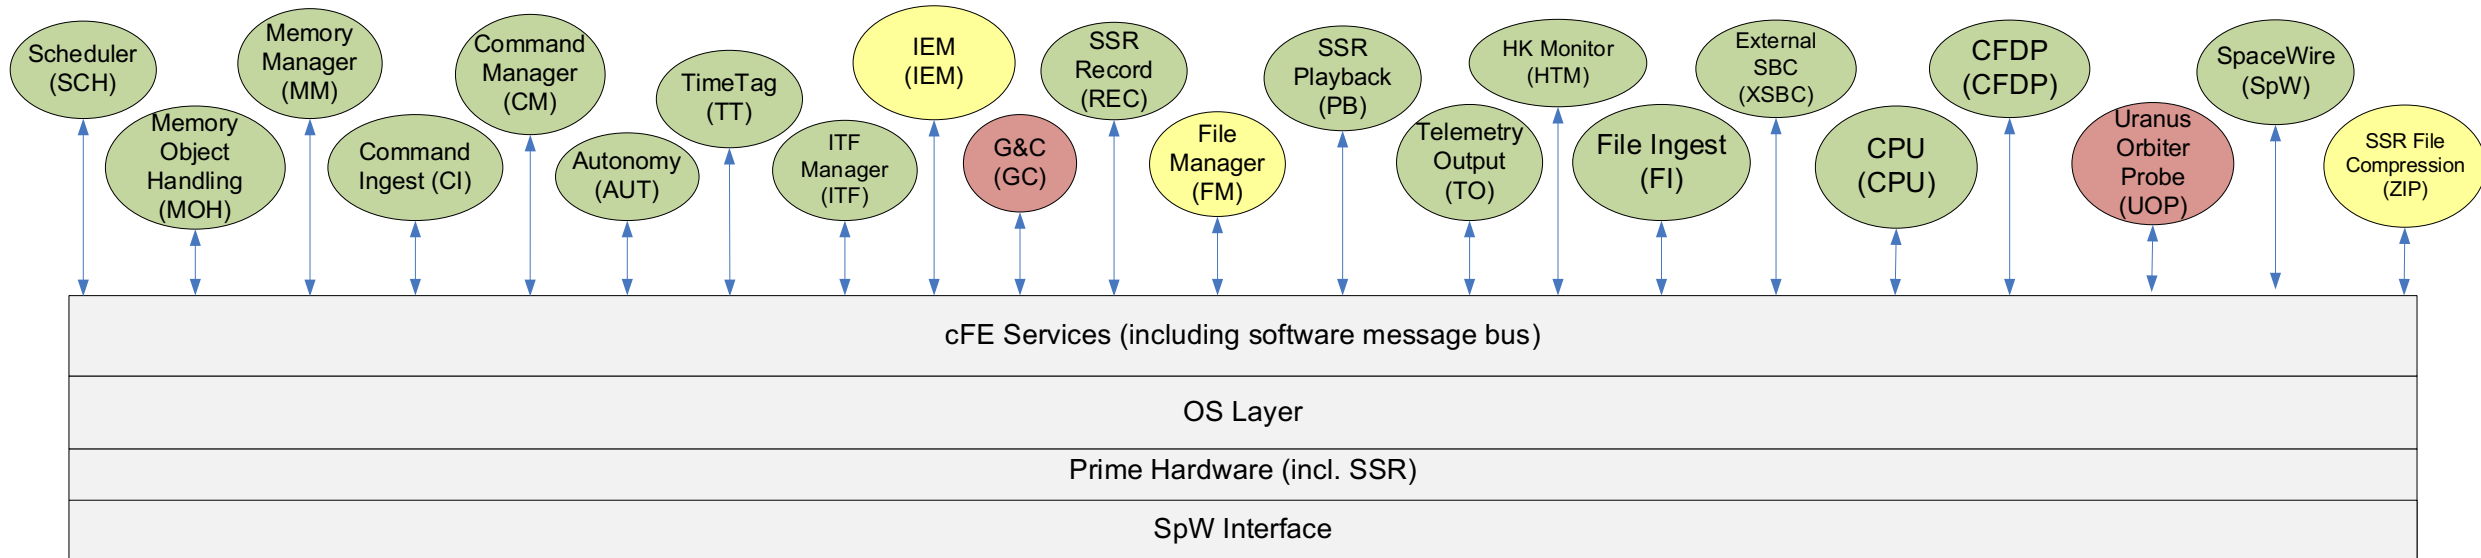 Scheduler
(SCH)
Memory
Object
Handling
(MOH)
Memory
Manager
(MM)
Command
Ingest (CI)
Command
Manager
(CM)
Autonomy
(AUT)
TimeTag
(TT)
ITF
Manager
(ITF)
IEM
(IEM)
G&C
(GC)
SSR
Record
(REC)
File
Manager
(FM)
SSR
Playback
(PB)
Telemetry
Output
(TO)
HK Monitor
(HTM)
File Ingest
(FI)
External
SBC
(XSBC)
CPU
(CPU)
CFDP
(CFDP)
Uranus
Orbiter
Probe
(UOP)
SpaceWire
(SpW)
SSR File
Compression
(ZIP)
cFE Services (including software message bus)
OS Layer
Prime Hardware (incl. SSR)
SpW Interface